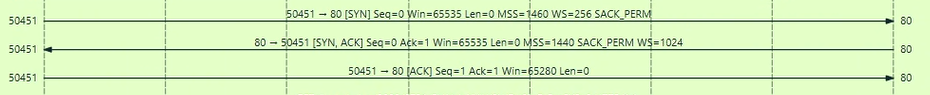 50451 50451 → 80 [SYN] Seq=0 Win=65535 Len=0 MSS=1460 WS=256 SACK_PERM 80
50451 80 → 50451 [SYN, ACK] Seq=0 Ack=1 Win=65535 Len=0 MSS=1440 SACK_PERM WS=1024 80
50451 50451 → 80 [ACK] Seq=1 Ack=1 Win=65280 Len=0 80